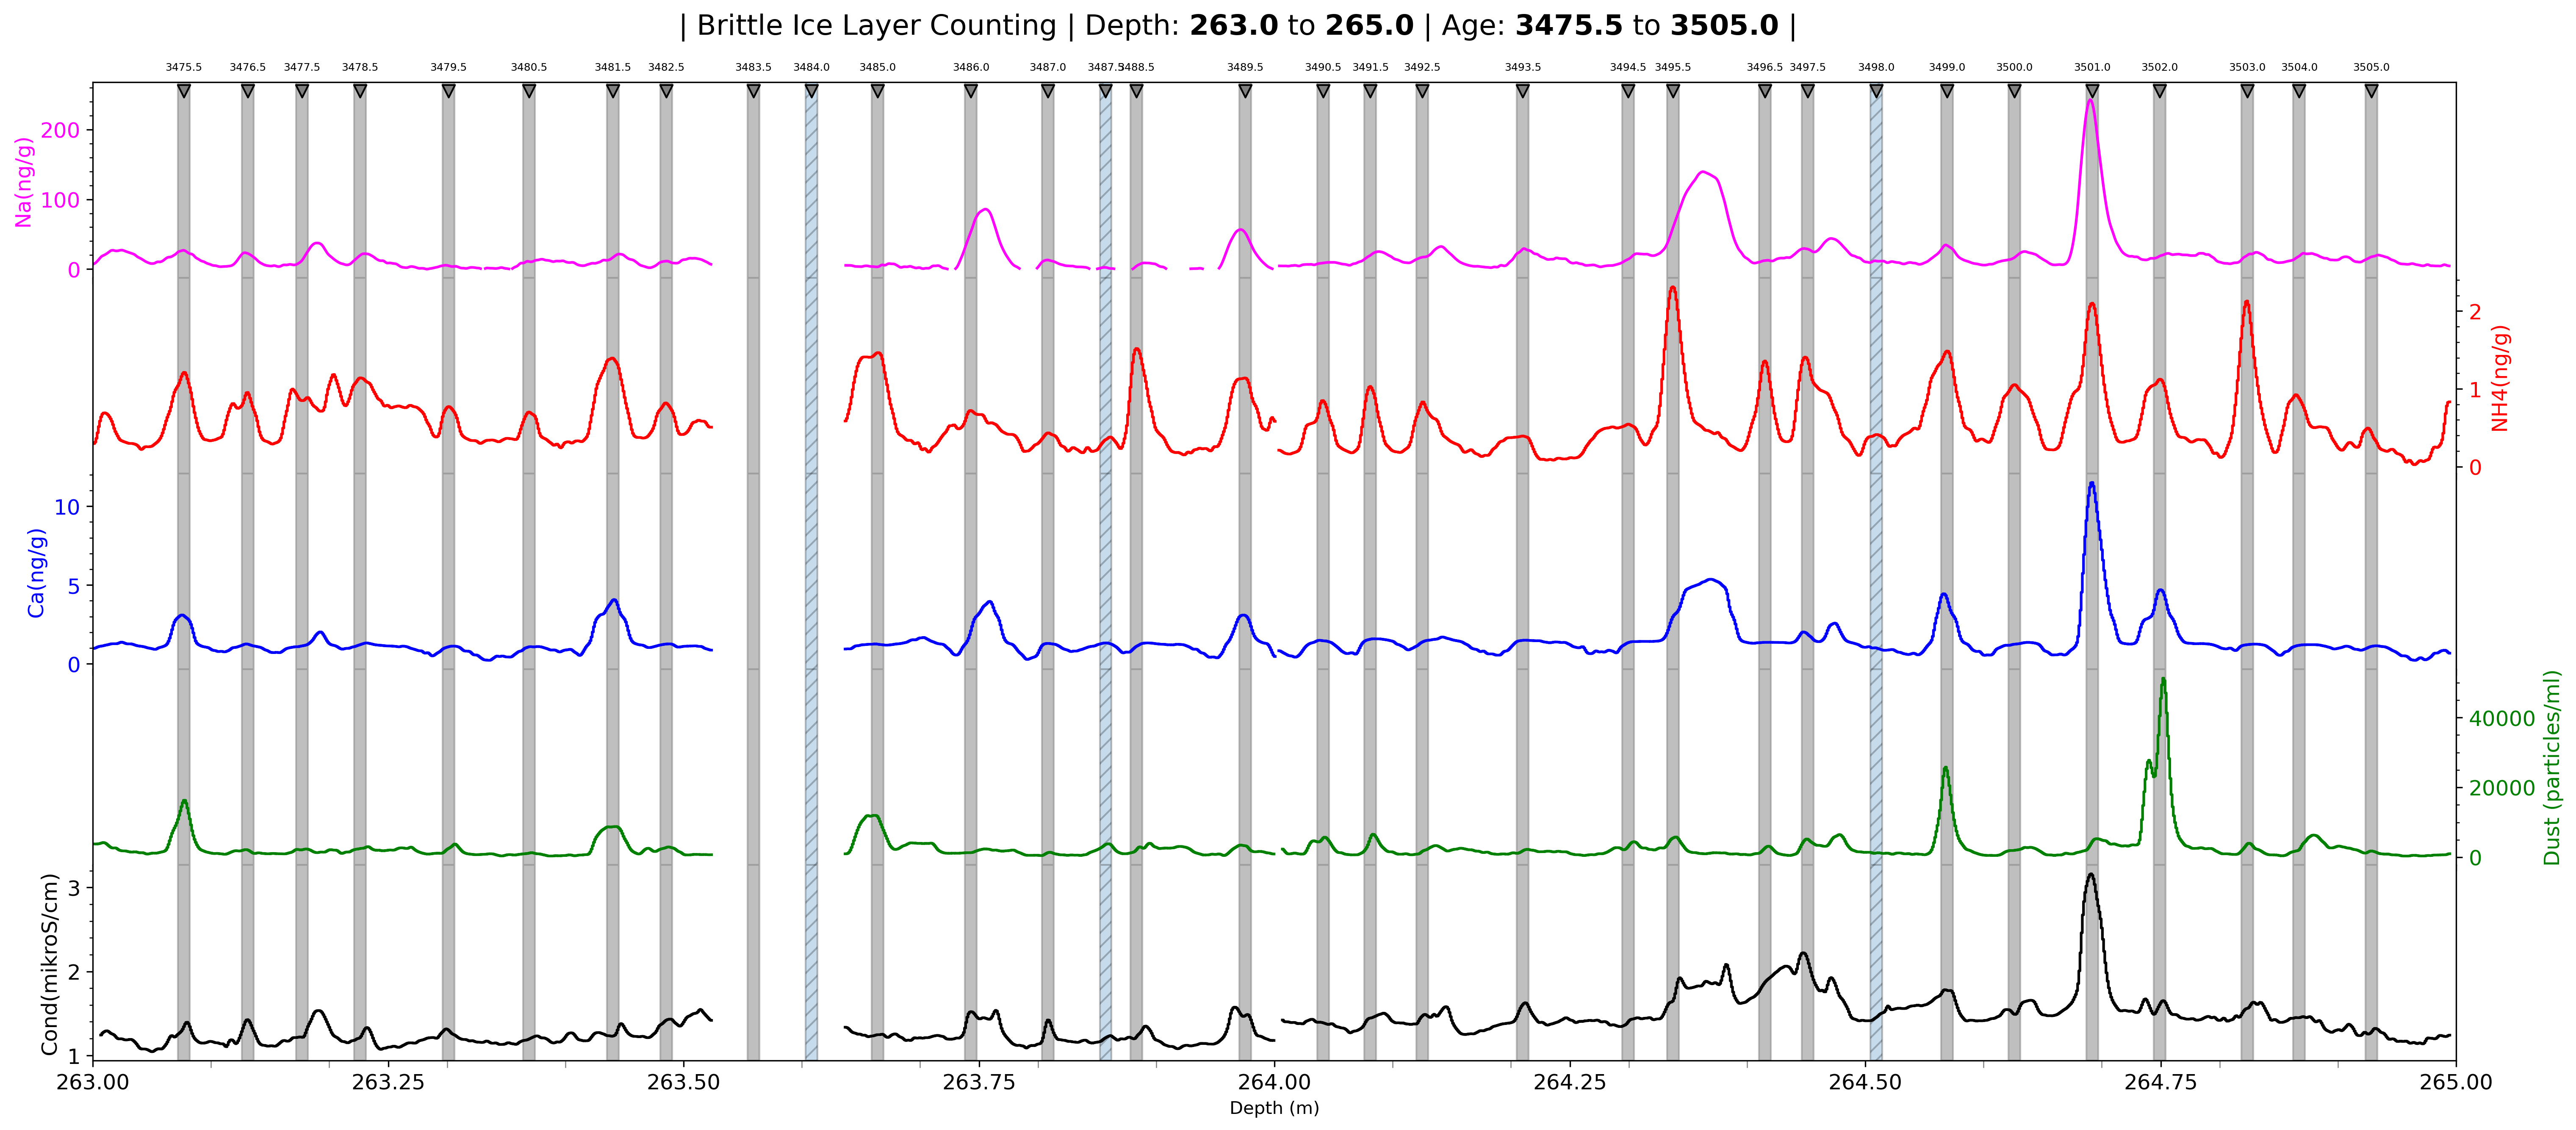 | Brittle Ice Layer Counting | Depth: 263.0 to 265.0 | Age: 3475.5 to 3505.0 |
3475.5 3476.5 3477.5 3478.5 3479.5 3480.5 3481.5 3482.5 3483.5 3484.0 3485.0 3486.0 3487.0 3487.5 3488.5 3489.5 3490.5 3491.5 3492.5 3493.5 3494.5 3495.5 3496.5 3497.5 3498.0 3499.0 3500.0 3501.0 3502.0 3503.0 3504.0 3505.0
Na(ng/g)
200
100
0
NH4(ng/g)
2
1
0
Ca(ng/g)
10
5
0
Dust (particles/ml)
40000
20000
0
Cond(mikroS/cm)
3
2
1
263.00 263.25 263.50 263.75 264.00 264.25 264.50 264.75 265.00
Depth (m)